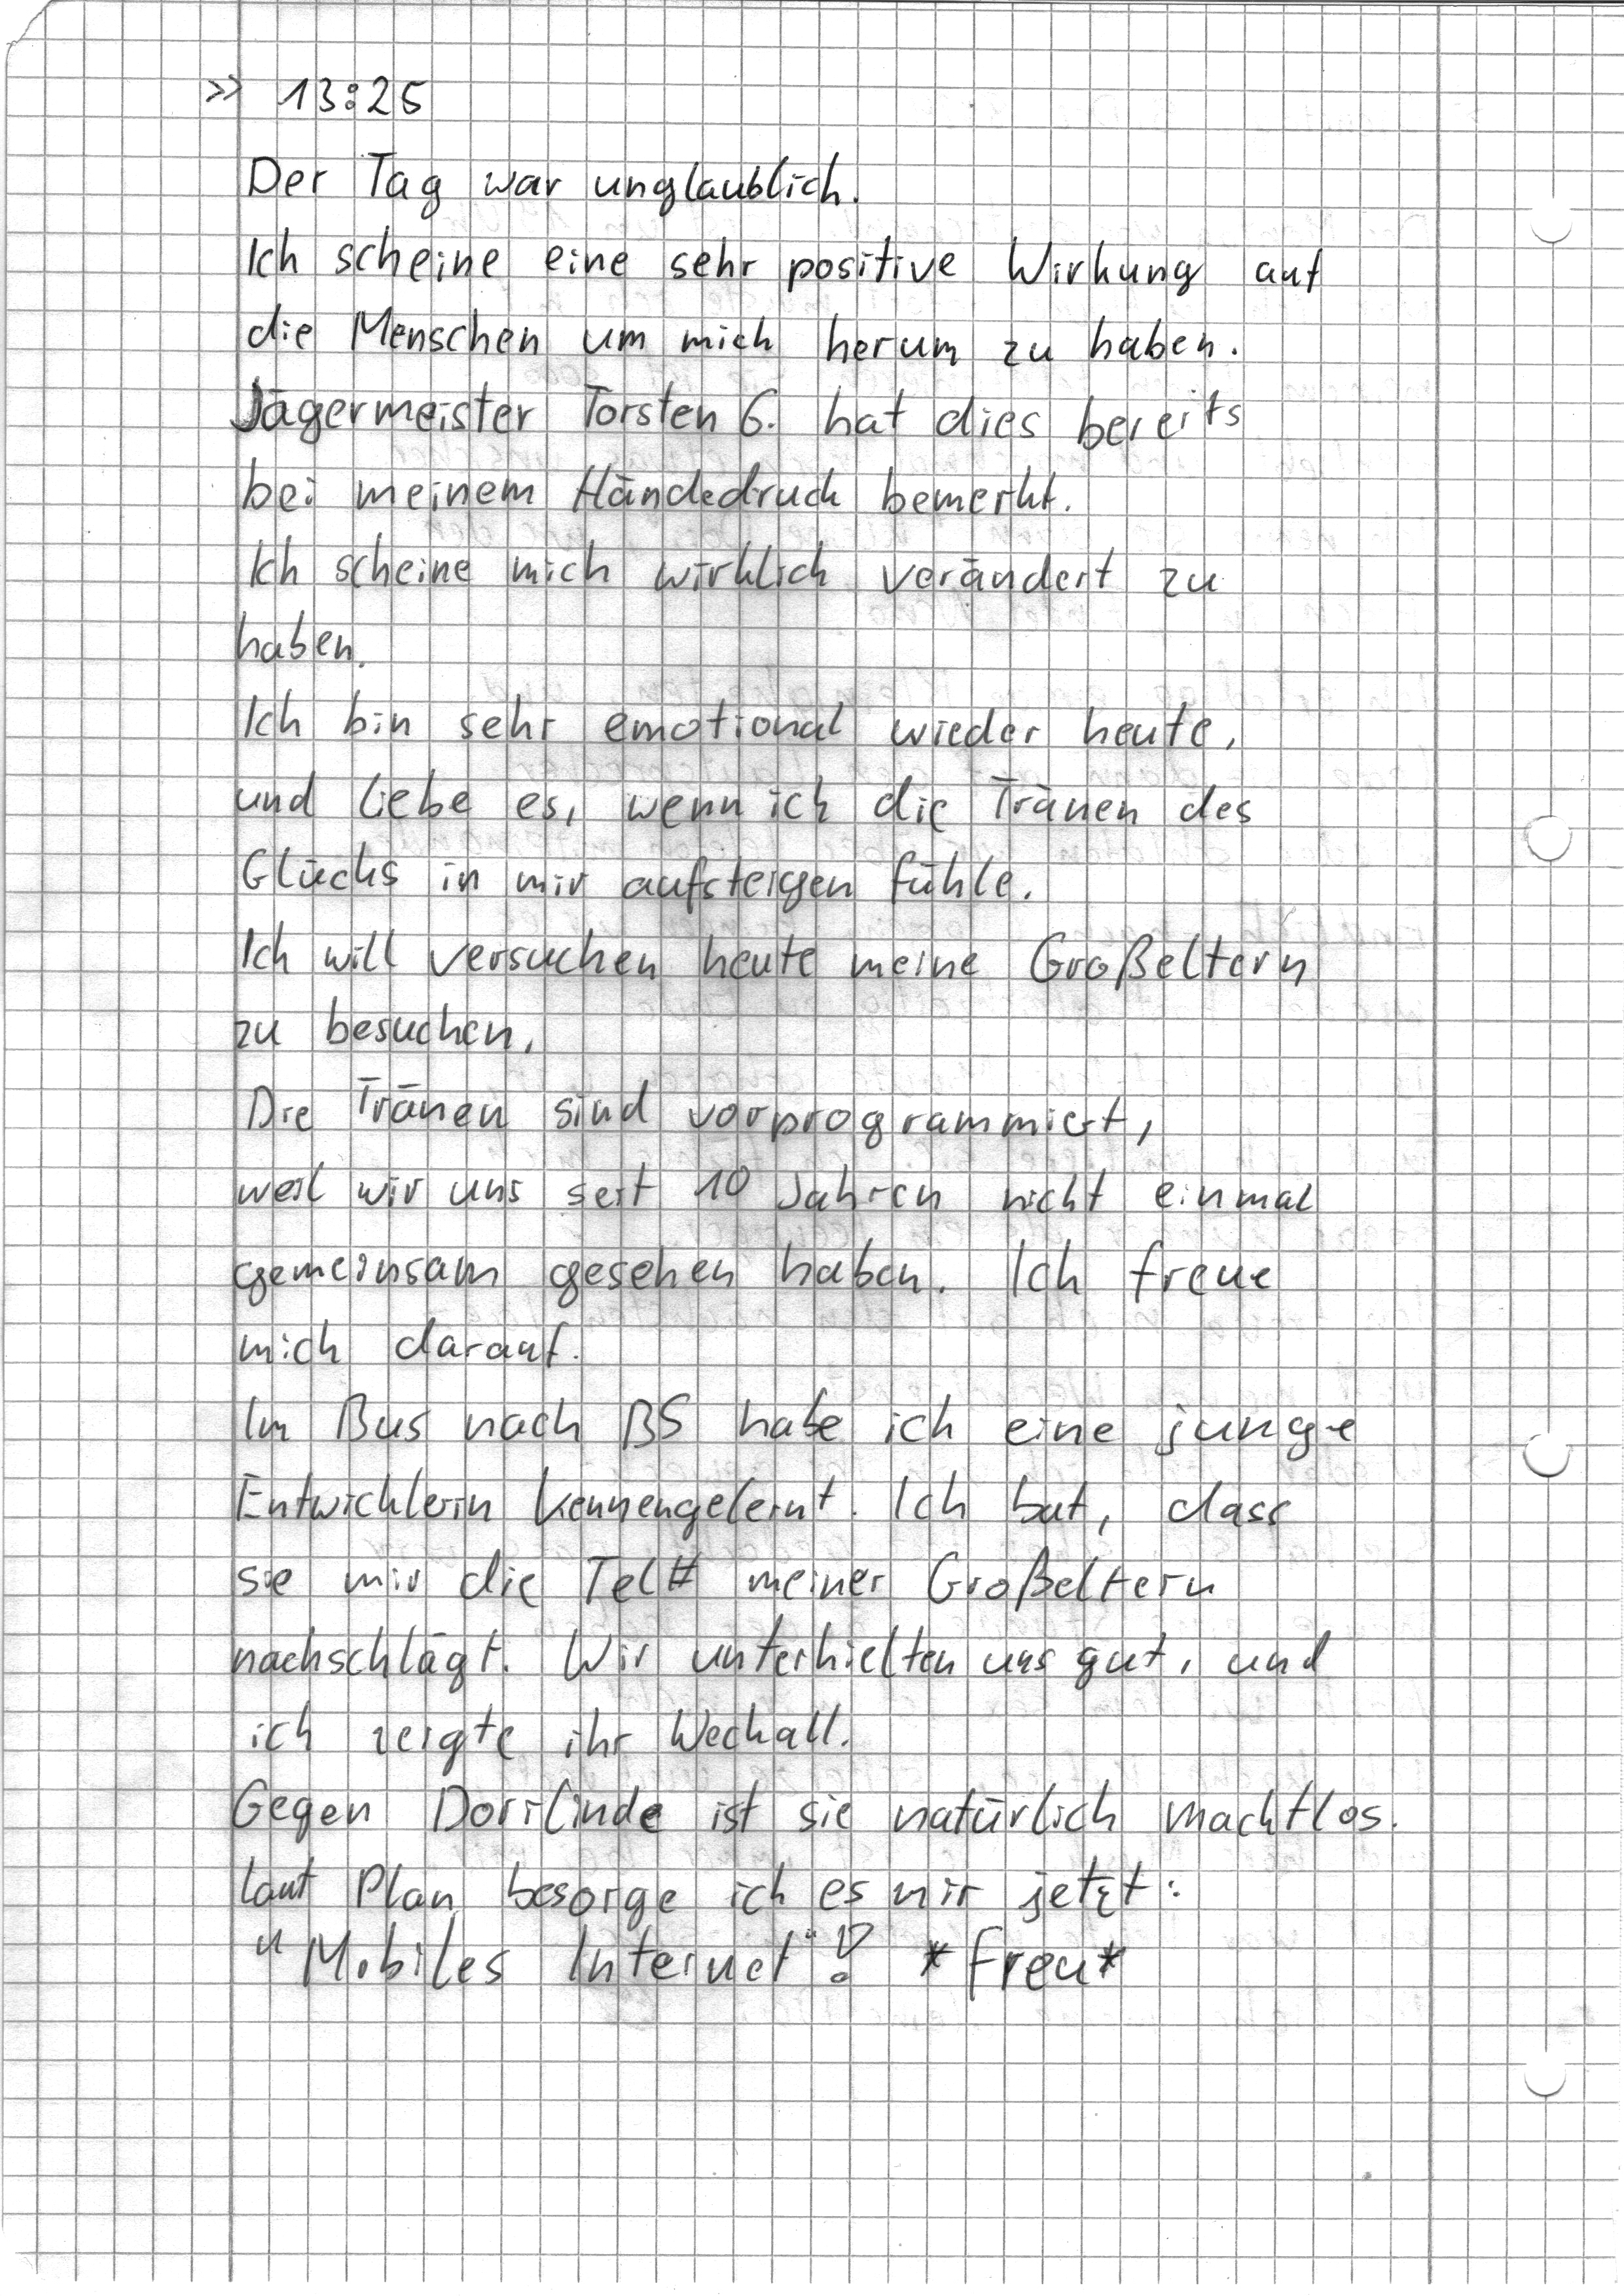 >> 13:25
Der Tag war unglaublich.
Ich scheine eine sehr positive Wirkung auf
die Menschen um mich herum zu haben.
Jägermeister Torsten G. hat dies bereits
bei meinem Händedruck bemerkt.
Ich scheine mich wirklich verändert zu
haben.
Ich bin sehr emotional wieder heute,
und liebe es, wenn ich die Tränen des
Glücks in mir aufsteigen fühle.
Ich will versuchen heute meine Großeltern
zu besuchen,
Die Tränen sind vorprogrammiert,
weil wir uns seit 10 Jahren nicht einmal
gemeinsam gesehen haben. Ich freue
mich darauf.
Im Bus nach BS habe ich eine junge
Entwicklerin kennengelernt. Ich bat, dass
sie mir die Tel# meiner Großeltern
nachschlägt. Wir unterhielten uns gut, und
ich zeigte ihr Wechall.
Gegen Dorilinde ist sie natürlich machtlos.
laut Plan besorge ich es mir jetzt:
"Mobiles Internet"! *freu*